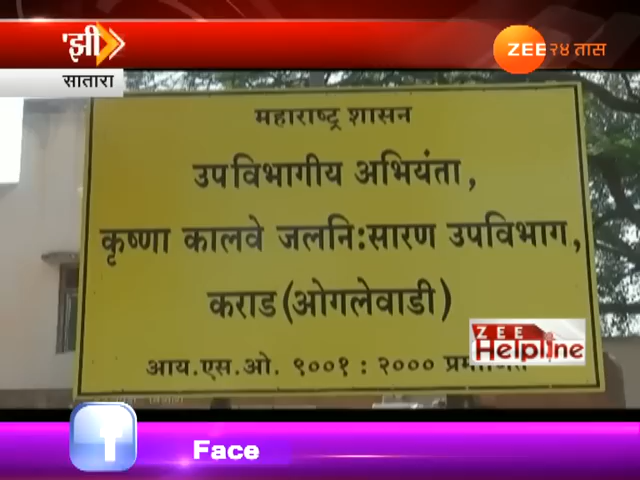 'झी
ZEE २४ तास
सातारा
महाराष्ट्र शासन
उपविभागीय अभियंता,
कृष्णा कालवे जलनि:सारण उपविभाग,
कराड (ओगलेवाडी)
ZEE
Helpline
आय.एस.ओ. ९००१ : २०००
f
Face